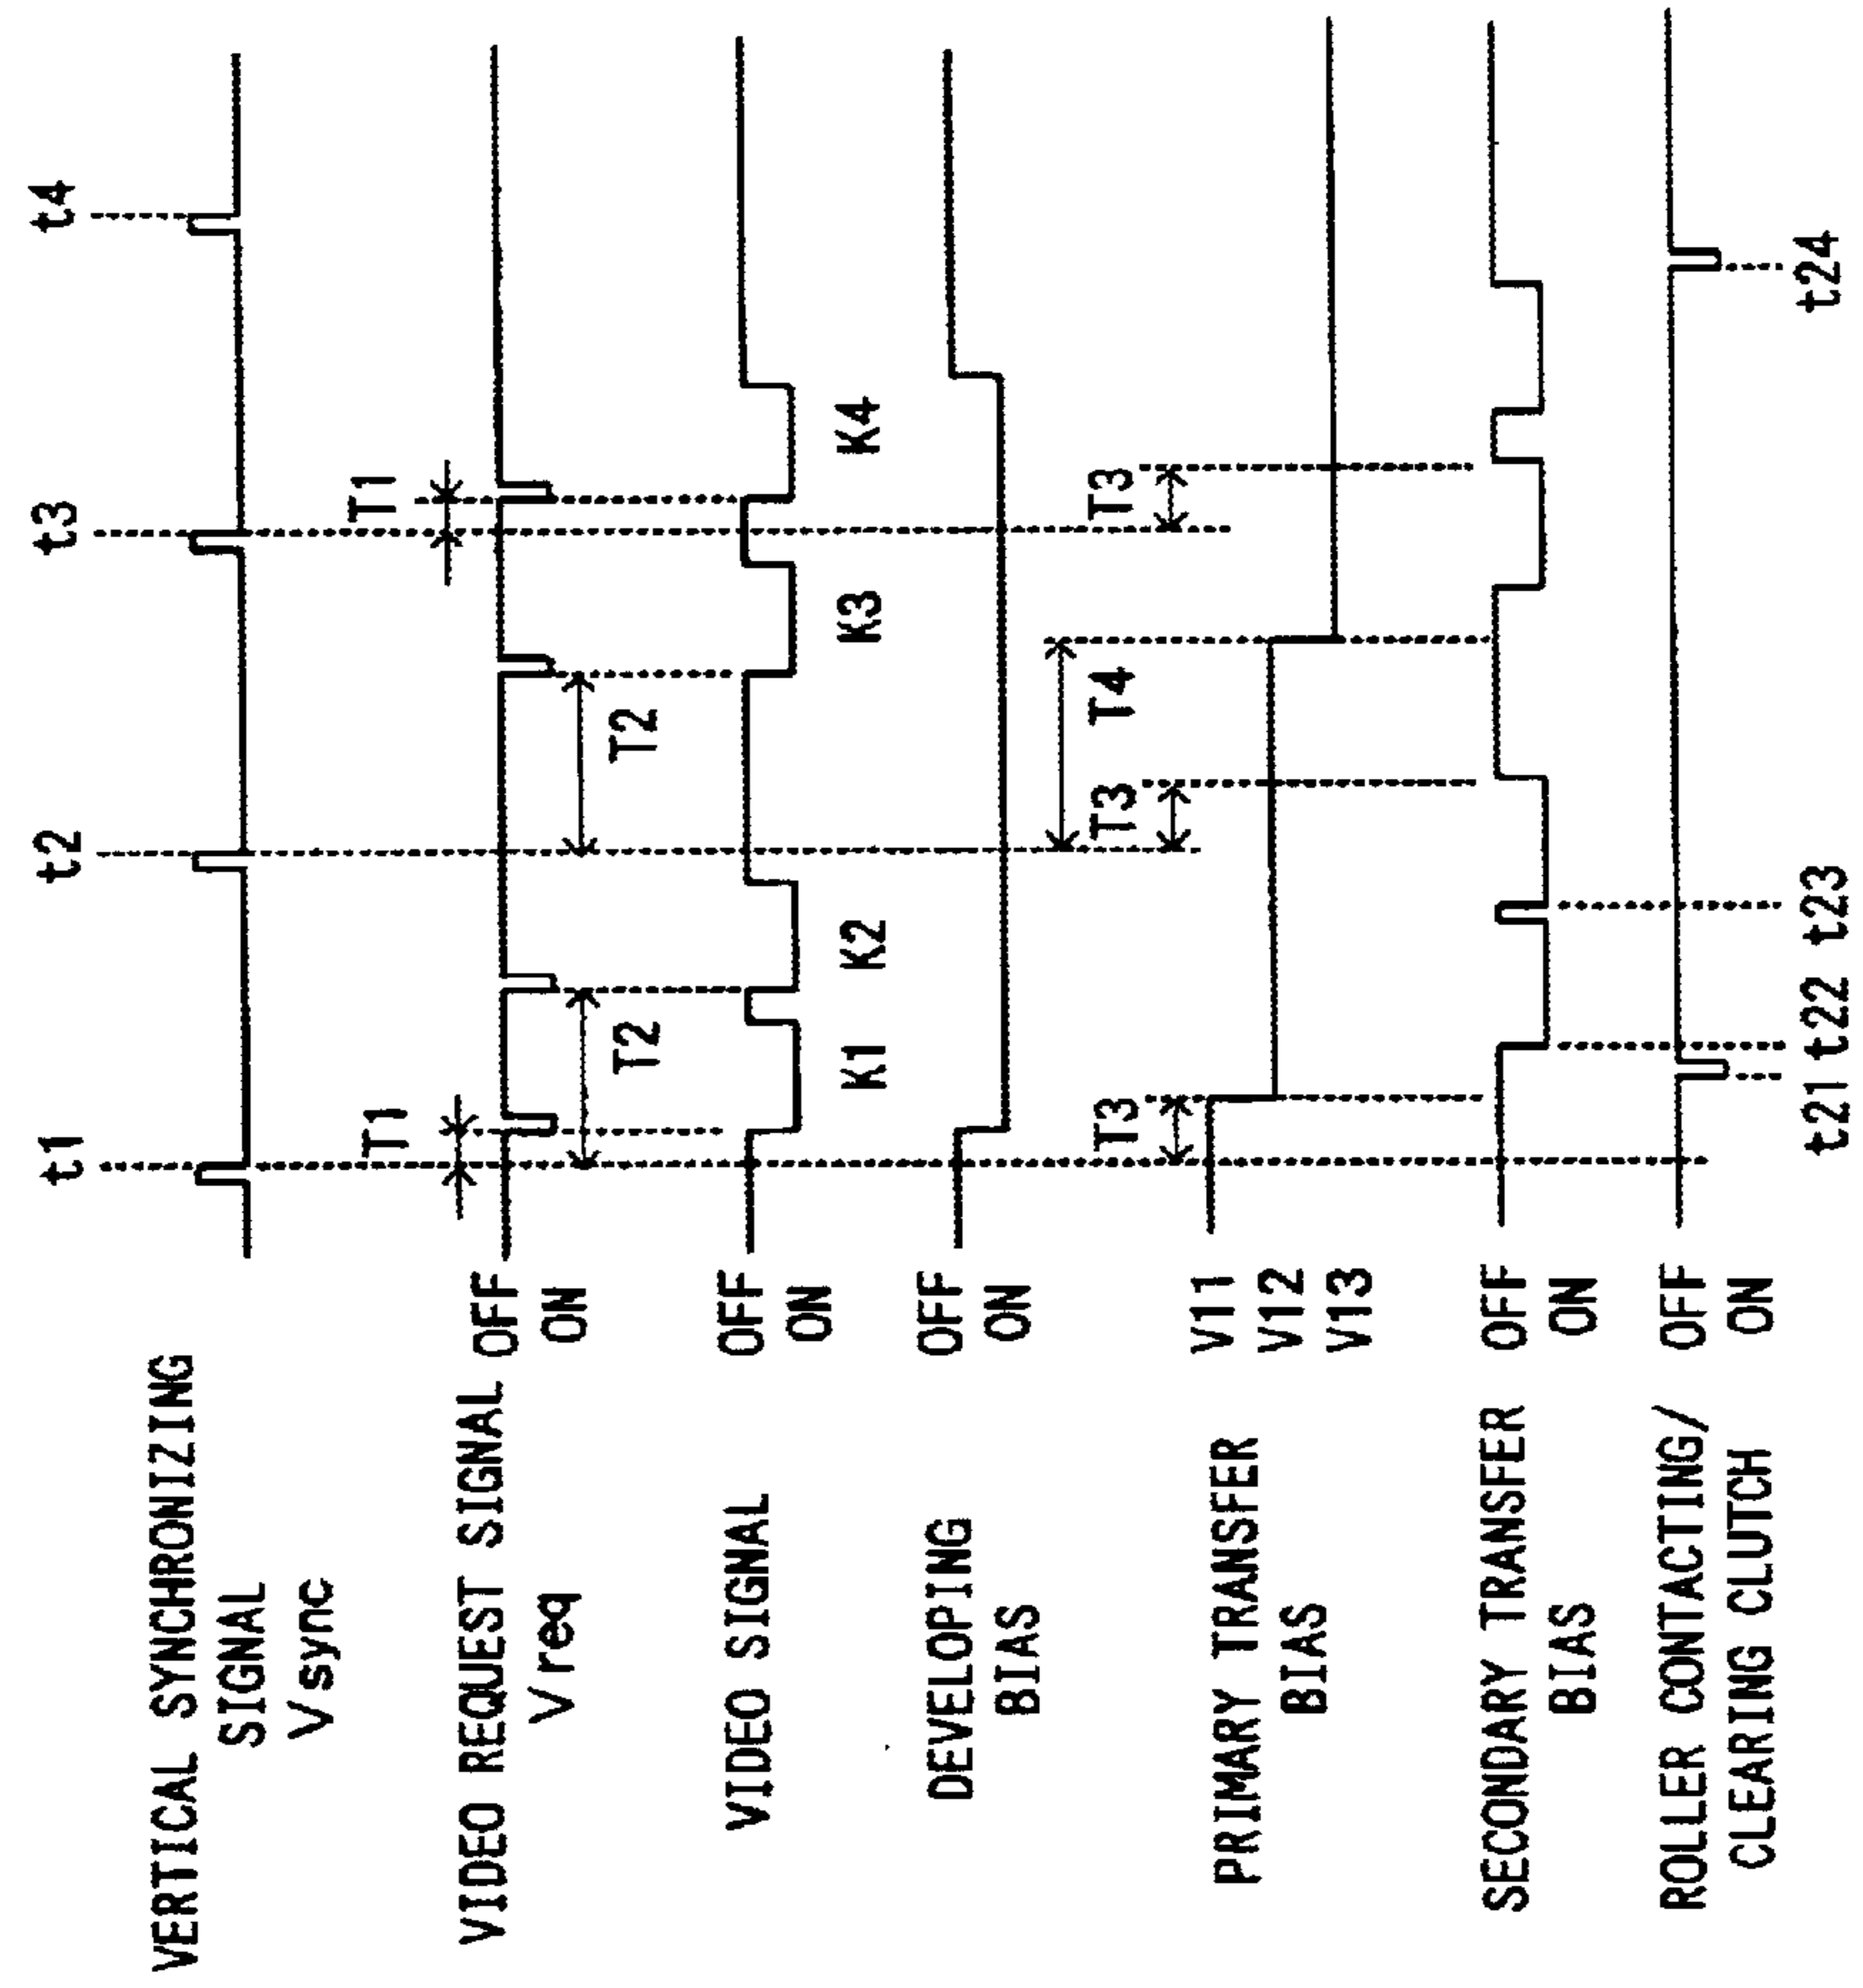 t1 t2 t3 t4
VERTICAL SYNCHRONIZING
SIGNAL
Vsync
T1 T1
VIDEO REQUEST SIGNAL OFF
Vreq ON
T2 T2
VIDEO SIGNAL OFF
ON
K1 K2 K3 K4
DEVELOPING OFF
BIAS ON
T4
T3 T3 T3
PRIMARY TRANSFER V11
BIAS V12
V13
SECONDARY TRANSFER OFF
BIAS ON
ROLLER CONTACTING/ OFF
CLEARING CLUTCH ON
t21 t22 t23 t24